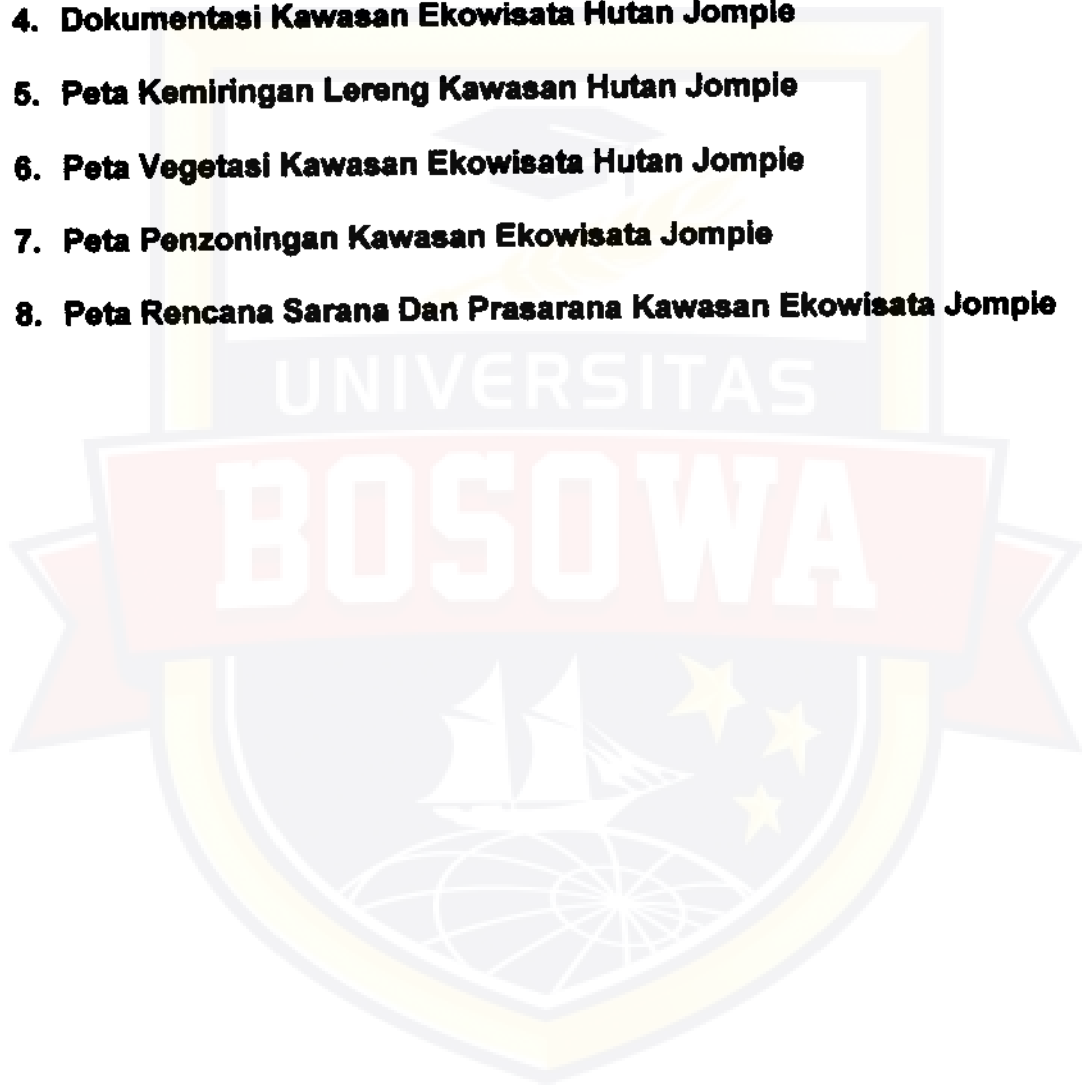 4. Dokumentasi Kawasan Ekowisata Hutan Jompie
5. Peta Kemiringan Lereng Kawasan Hutan Jompie
6. Peta Vegetasi Kawasan Ekowisata Hutan Jompie
7. Peta Penzoningan Kawasan Ekowisata Jompie
8. Peta Rencana Sarana Dan Prasarana Kawasan Ekowisata Jompie
UNIVERSITAS
BOSOWA